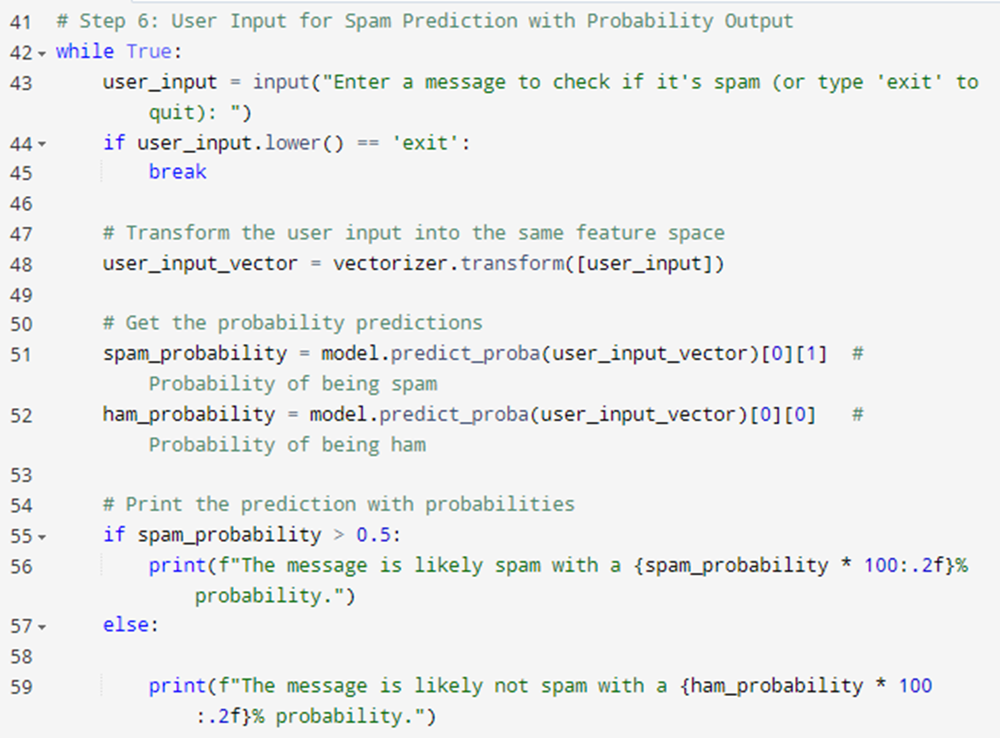 41 # Step 6: User Input for Spam Prediction with Probability Output
42 while True:
43     user_input = input("Enter a message to check if it's spam (or type 'exit' to
            quit): ")
44     if user_input.lower() == 'exit':
45         break
46
47     # Transform the user input into the same feature space
48     user_input_vector = vectorizer.transform([user_input])
49
50     # Get the probability predictions
51     spam_probability = model.predict_proba(user_input_vector)[0][1]  #
            Probability of being spam
52     ham_probability = model.predict_proba(user_input_vector)[0][0]   #
            Probability of being ham
53
54     # Print the prediction with probabilities
55     if spam_probability > 0.5:
56         print(f"The message is likely spam with a {spam_probability * 100:.2f}%
                probability.")
57     else:
58
59         print(f"The message is likely not spam with a {ham_probability * 100
                :.2f}% probability.")